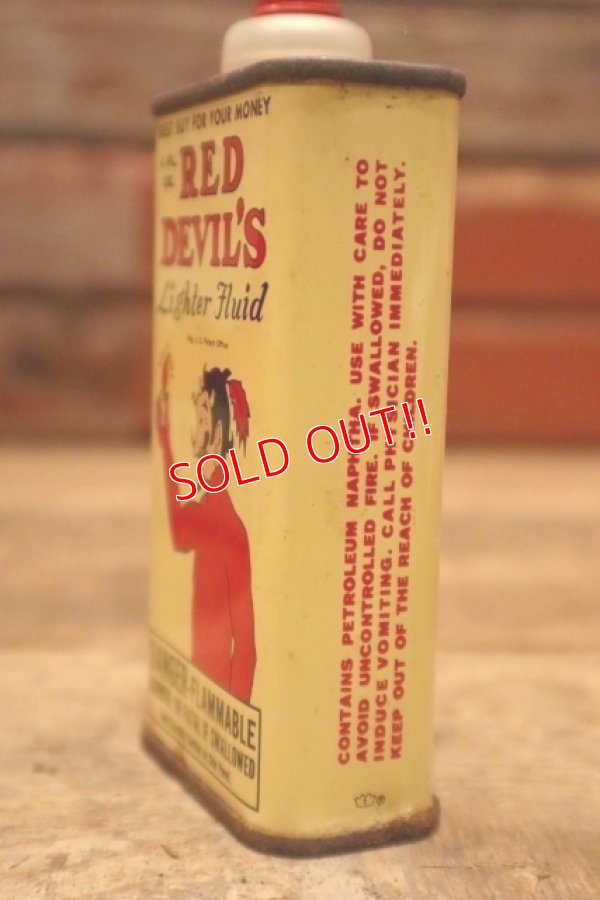 BUY FOR YOUR MONEY
RED
DEVIL'S
Lighter Fluid
DANGER-FLAMMABLE
IF SWALLOWED
CONTAINS PETROLEUM NAPHTHA. USE WITH CARE TO
AVOID UNCONTROLLED FIRE. IF SWALLOWED, DO NOT
INDUCE VOMITING. CALL PHYSICIAN IMMEDIATELY.
KEEP OUT OF THE REACH OF CHILDREN.
SOLD OUT!!